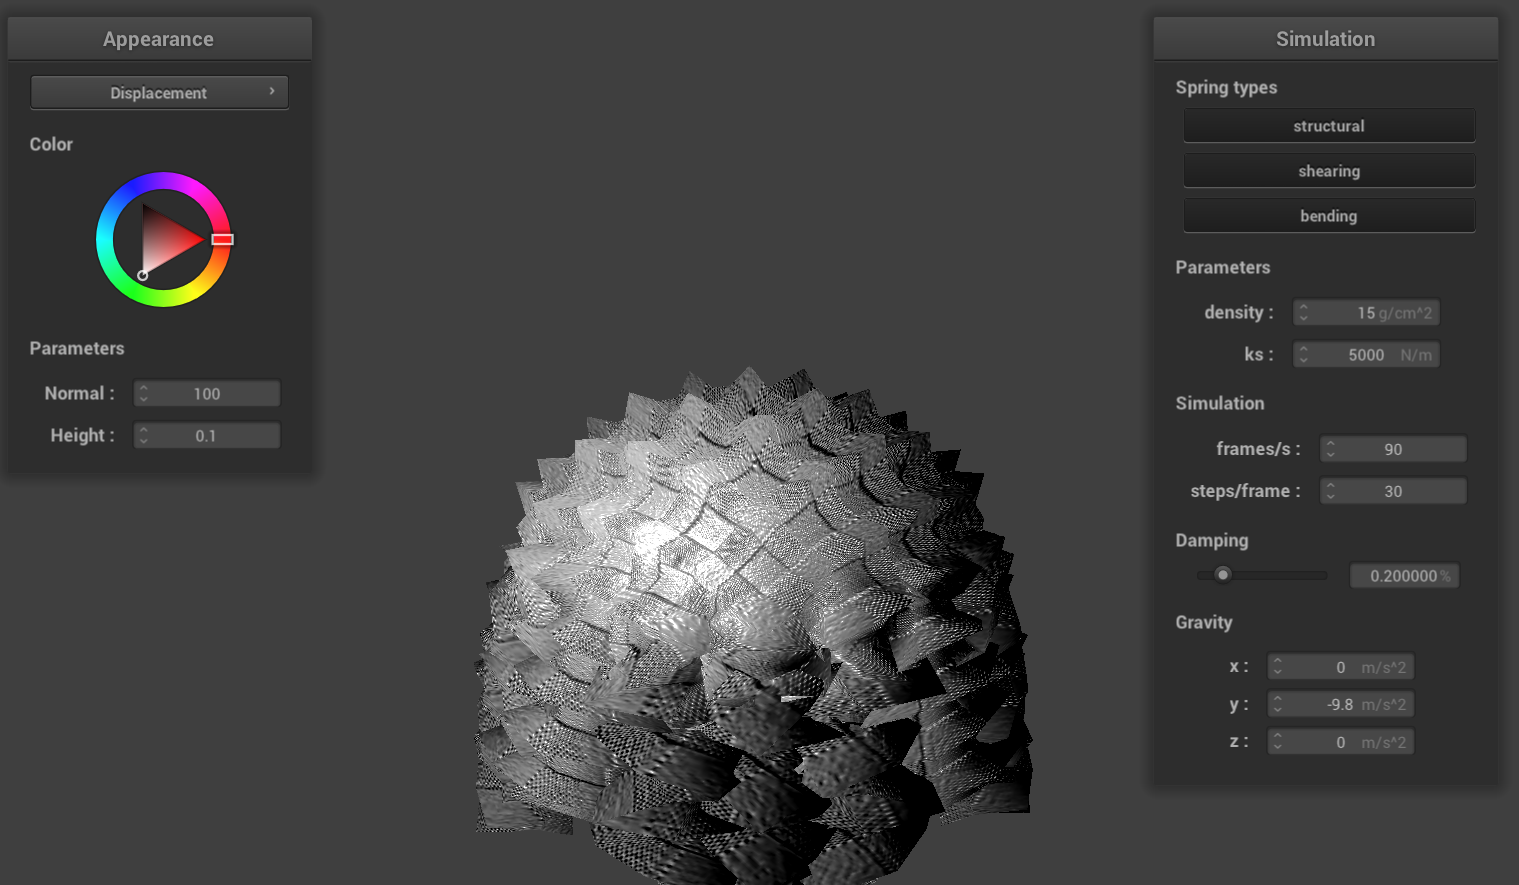 Appearance
Displacement ›
Color
Parameters
Normal : 100
Height : 0.1
Simulation
Spring types
structural
shearing
bending
Parameters
density : 15 g/cm^2
ks : 5000 N/m
Simulation
frames/s : 90
steps/frame : 30
Damping
0.200000 %
Gravity
x : 0 m/s^2
y : -9.8 m/s^2
z : 0 m/s^2